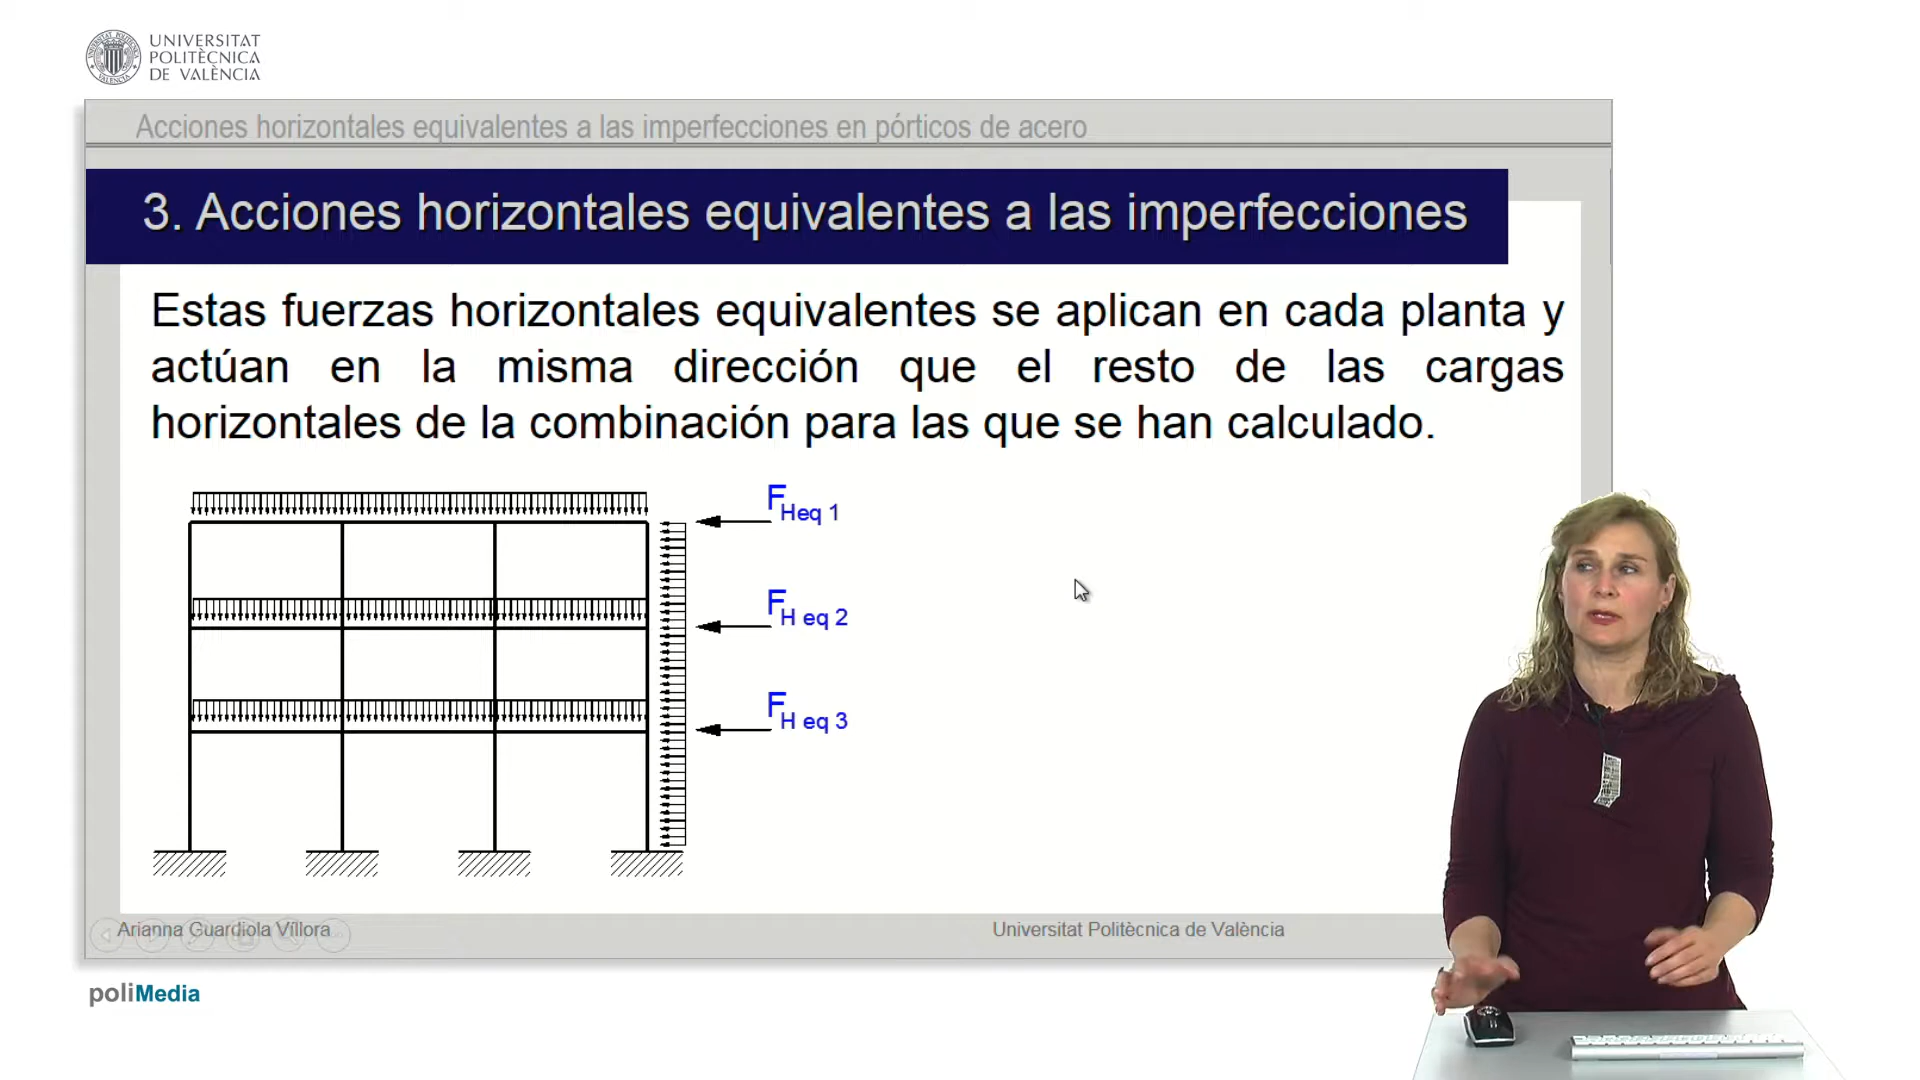 UNIVERSITAT
POLITÈCNICA
DE VALÈNCIA
Acciones horizontales equivalentes a las imperfecciones en pórticos de acero
3. Acciones horizontales equivalentes a las imperfecciones
Estas fuerzas horizontales equivalentes se aplican en cada planta y
actúan en la misma dirección que el resto de las cargas
horizontales de la combinación para las que se han calculado.
F Heq 1
F H eq 2
F H eq 3
Arianna Guardiola Víllora
Universitat Politècnica de València
poliMedia